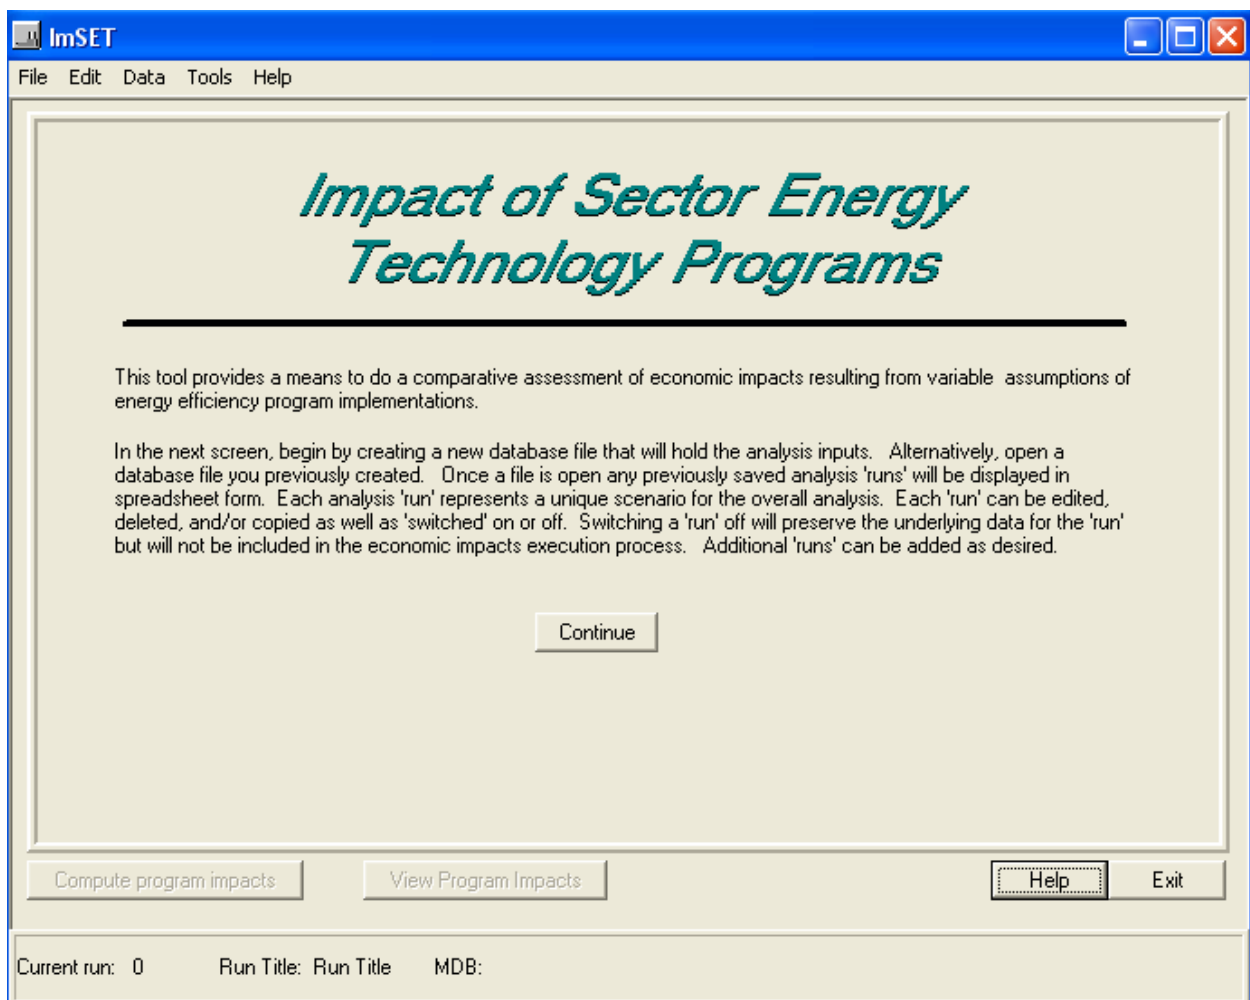 ImSET
File Edit Data Tools Help
Impact of Sector Energy
Technology Programs
This tool provides a means to do a comparative assessment of economic impacts resulting from variable  assumptions of
energy efficiency program implementations.
In the next screen, begin by creating a new database file that will hold the analysis inputs.   Alternatively, open a
database file you previously created.   Once a file is open any previously saved analysis 'runs' will be displayed in
spreadsheet form.  Each analysis 'run' represents a unique scenario for the overall analysis.  Each 'run' can be edited,
deleted, and/or copied as well as 'switched' on or off.  Switching a 'run' off will preserve the underlying data for the 'run'
but will not be included in the economic impacts execution process.   Additional 'runs' can be added as desired.
Continue
Compute program impacts View Program Impacts Help Exit
Current run: 0 Run Title: Run Title MDB: